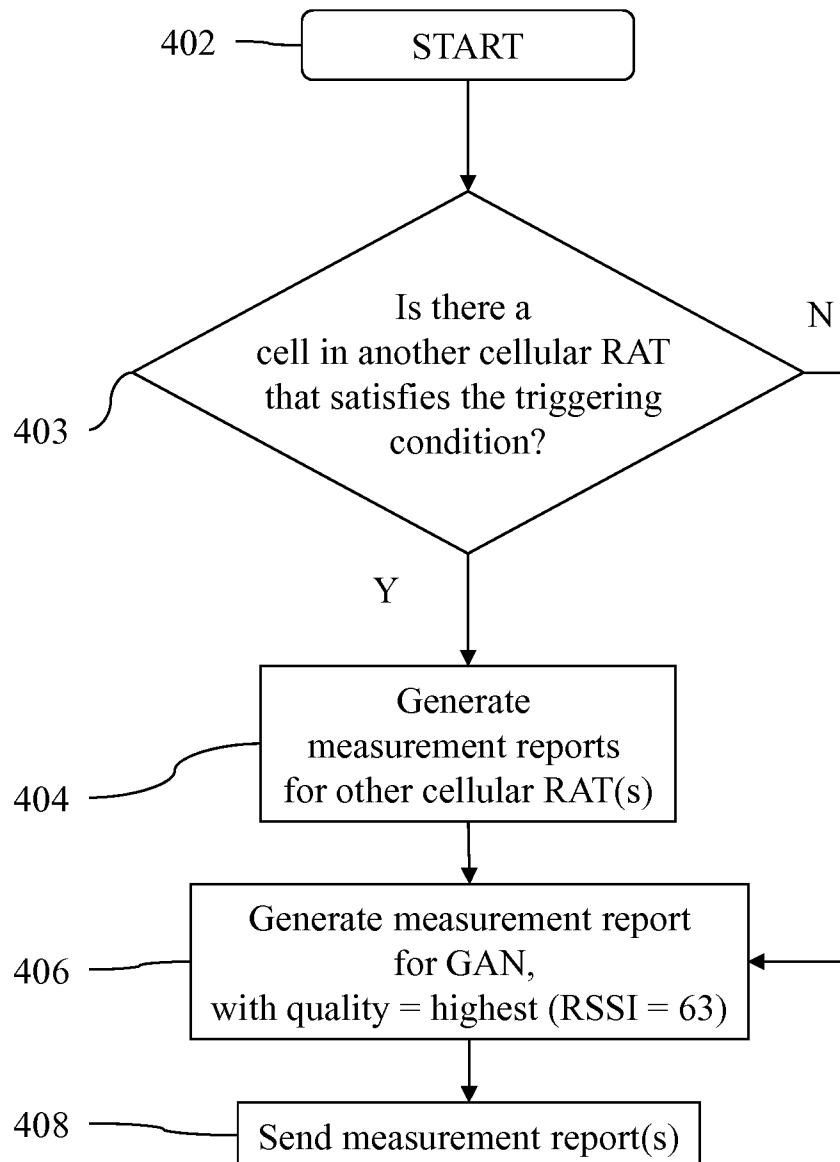 402
START
Is there a
cell in another cellular RAT
that satisfies the triggering
condition?
N
403
Y
Generate
measurement reports
for other cellular RAT(s)
404
Generate measurement report
for GAN,
with quality = highest (RSSI = 63)
406
408
Send measurement report(s)